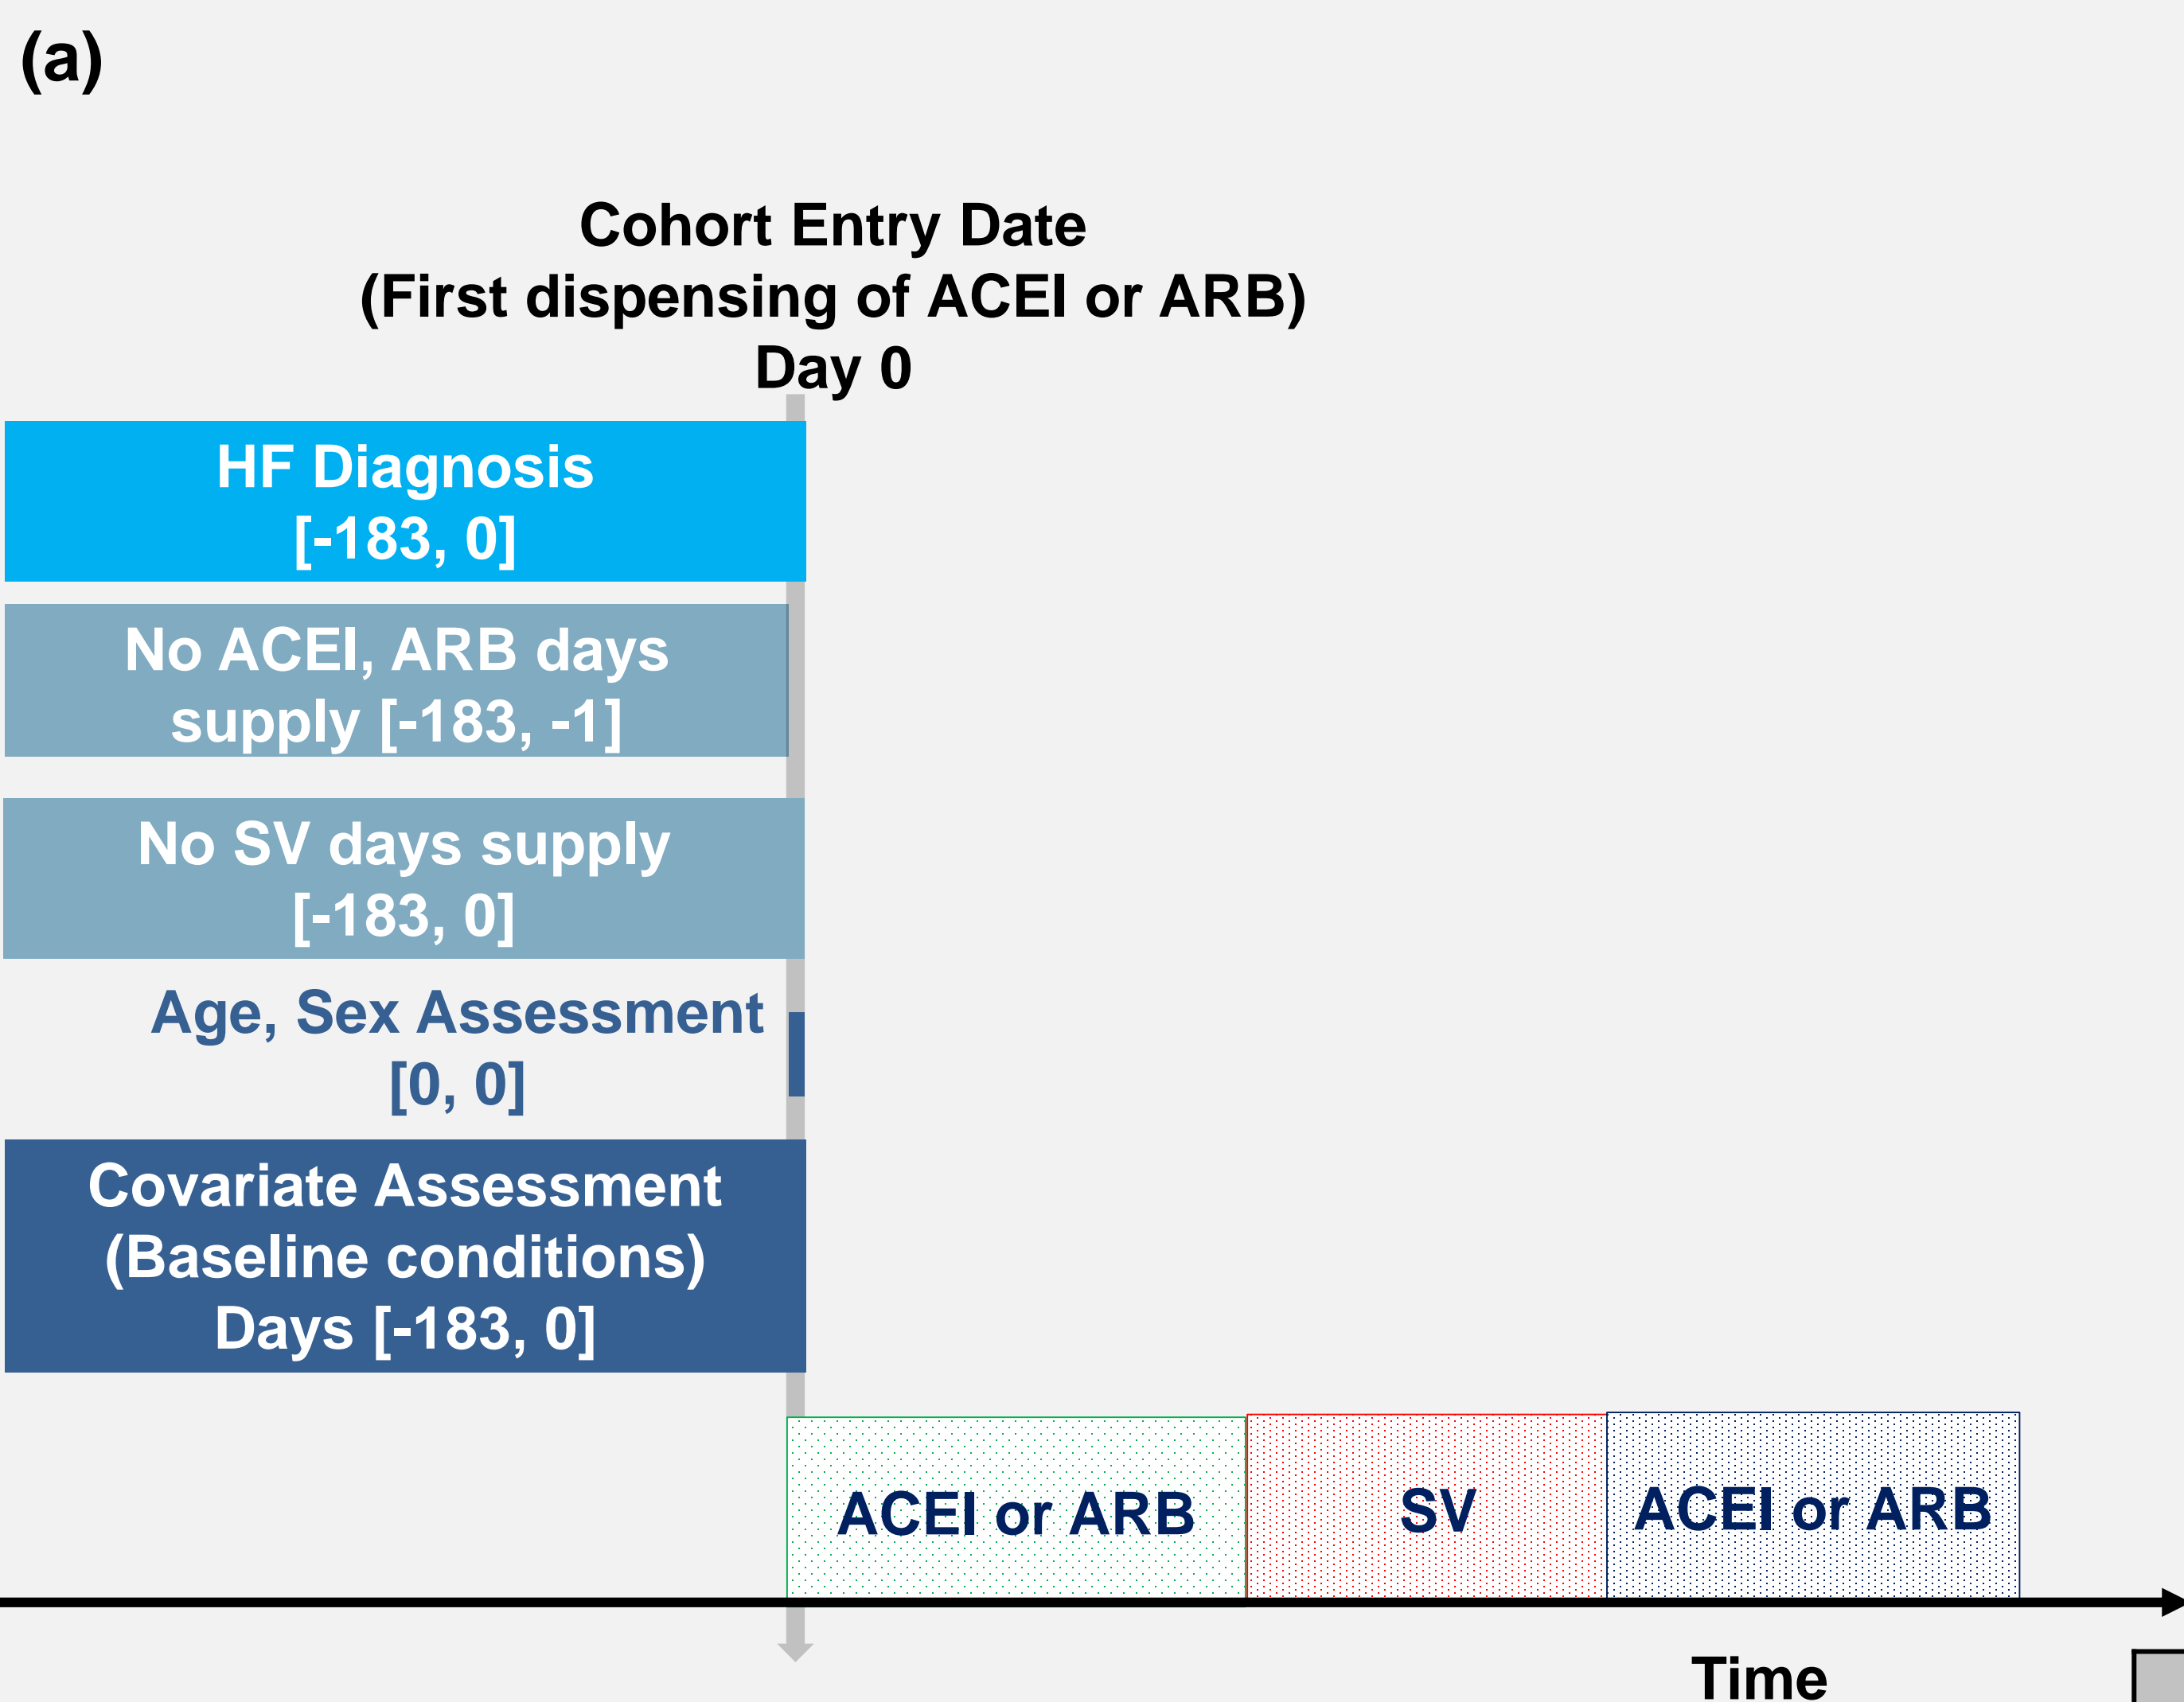 (a)
Cohort Entry Date
(First dispensing of ACEI or ARB)
Day 0
HF Diagnosis
[-183, 0]
No ACEI, ARB days
supply [-183, -1]
No SV days supply
[-183, 0]
Age, Sex Assessment
[0, 0]
Covariate Assessment
(Baseline conditions)
Days [-183, 0]
ACEI or ARB
SV
ACEI or ARB
Time